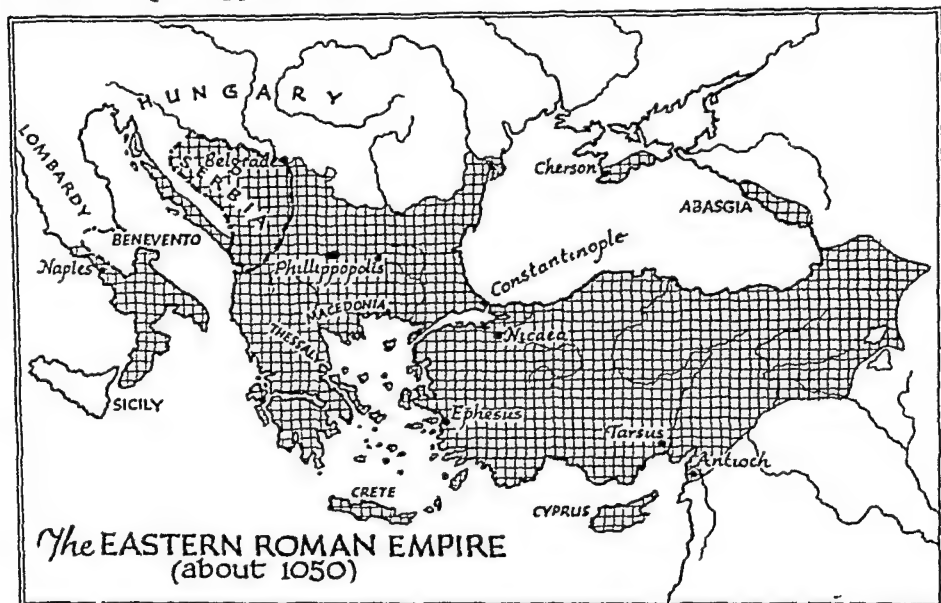 HUNGARY
LOMBARDY
Belgrade
SERBIA
Cherson
ABASGIA
BENEVENTO
Naples
Phillippopolis
Constantinople
MACEDONIA
Nicaea
THESSALY
SICILY
Ephesus
Tarsus
Antioch
CRETE
CYPRUS
The EASTERN ROMAN EMPIRE
(about 1050)